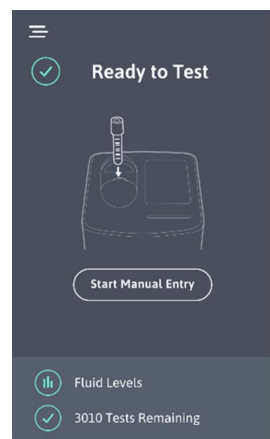 Ready to Test
Start Manual Entry
Fluid Levels
3010 Tests Remaining